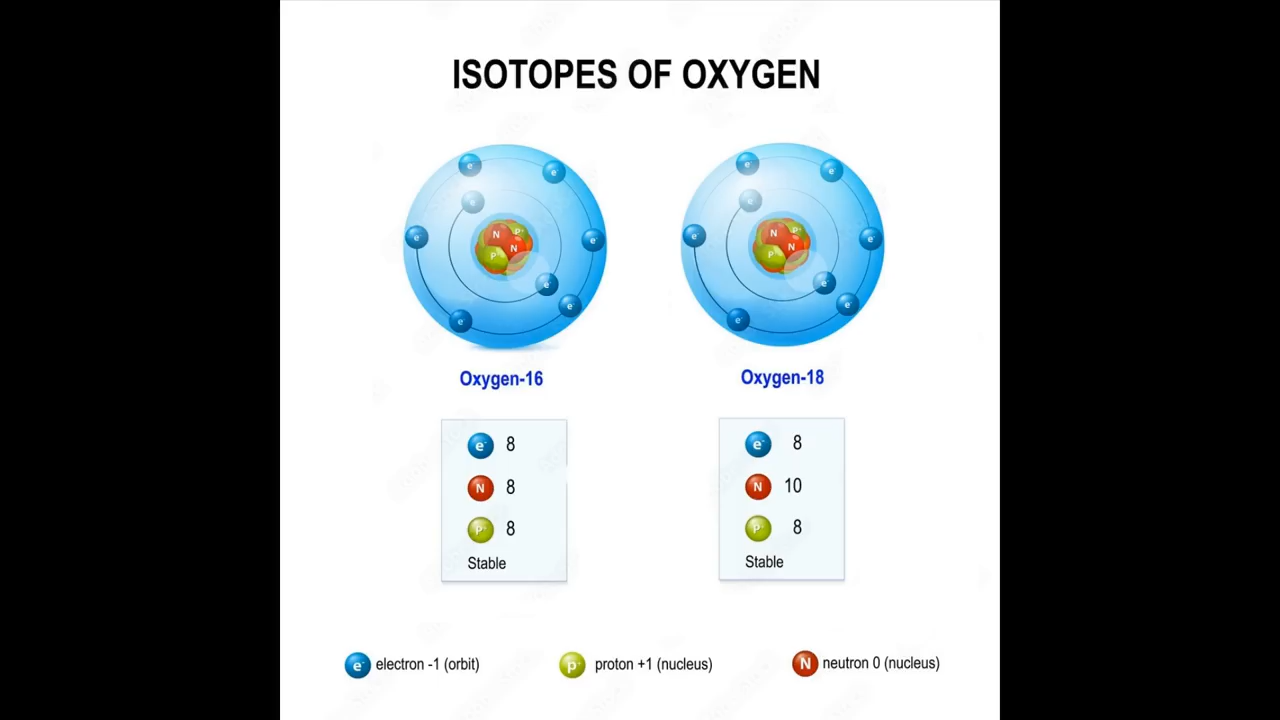 ISOTOPES OF OXYGEN
e- e-
e-
e- N P+ e-
P+ N
e-
e-
e-
e- e-
e-
e- N P+ e-
P+ N
e-
e-
e-
Oxygen-16
Oxygen-18
e- 8
N 8
P+ 8
Stable
e- 8
N 10
P+ 8
Stable
e- electron -1 (orbit)
p+ proton +1 (nucleus)
N neutron 0 (nucleus)